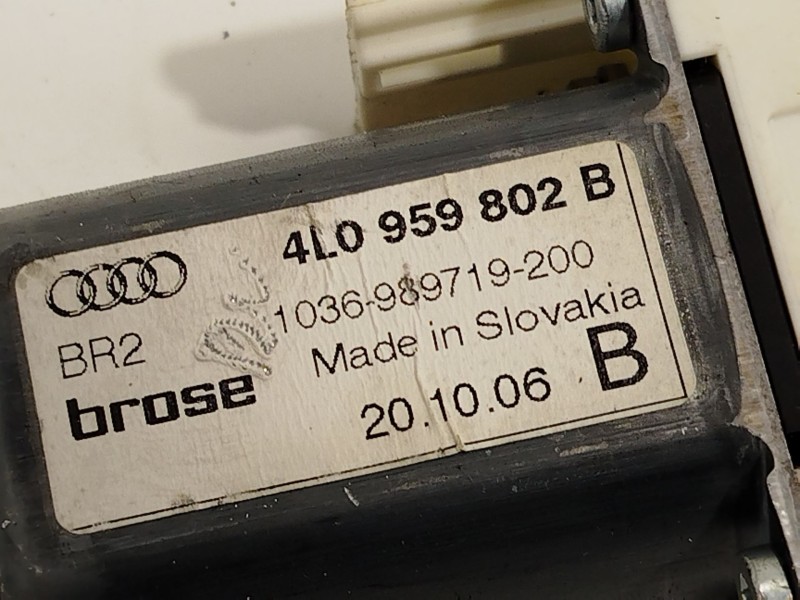 4L0 959 802 B
1036-989719-200
BR2
Made in Slovakia
brose
20.10.06 B